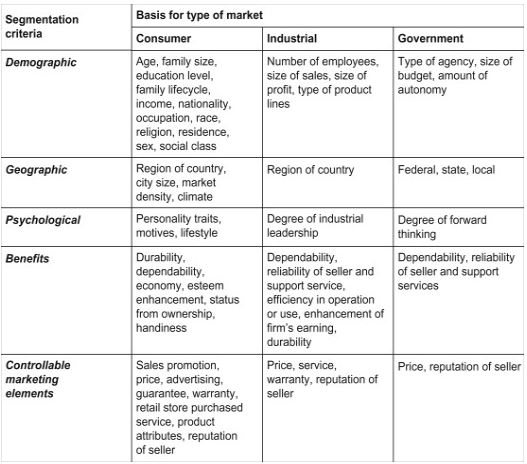 Segmentation
criteria
Basis for type of market
Consumer
Industrial
Government
Demographic
Age, family size,
education level,
family lifecycle,
income, nationality,
occupation, race,
religion, residence,
sex, social class
Number of employees,
size of sales, size of
profit, type of product
lines
Type of agency, size of
budget, amount of
autonomy
Geographic
Region of country,
city size, market
density, climate
Region of country
Federal, state, local
Psychological
Personality traits,
motives, lifestyle
Degree of industrial
leadership
Degree of forward
thinking
Benefits
Durability,
dependability,
economy, esteem
enhancement, status
from ownership,
handiness
Dependability,
reliability of seller and
support service,
efficiency in operation
or use, enhancement of
firm's earning,
durability
Dependability, reliability
of seller and support
services
Controllable
marketing
elements
Sales promotion,
price, advertising,
guarantee, warranty,
retail store purchased
service, product
attributes, reputation
of seller
Price, service,
warranty, reputation of
seller
Price, reputation of seller